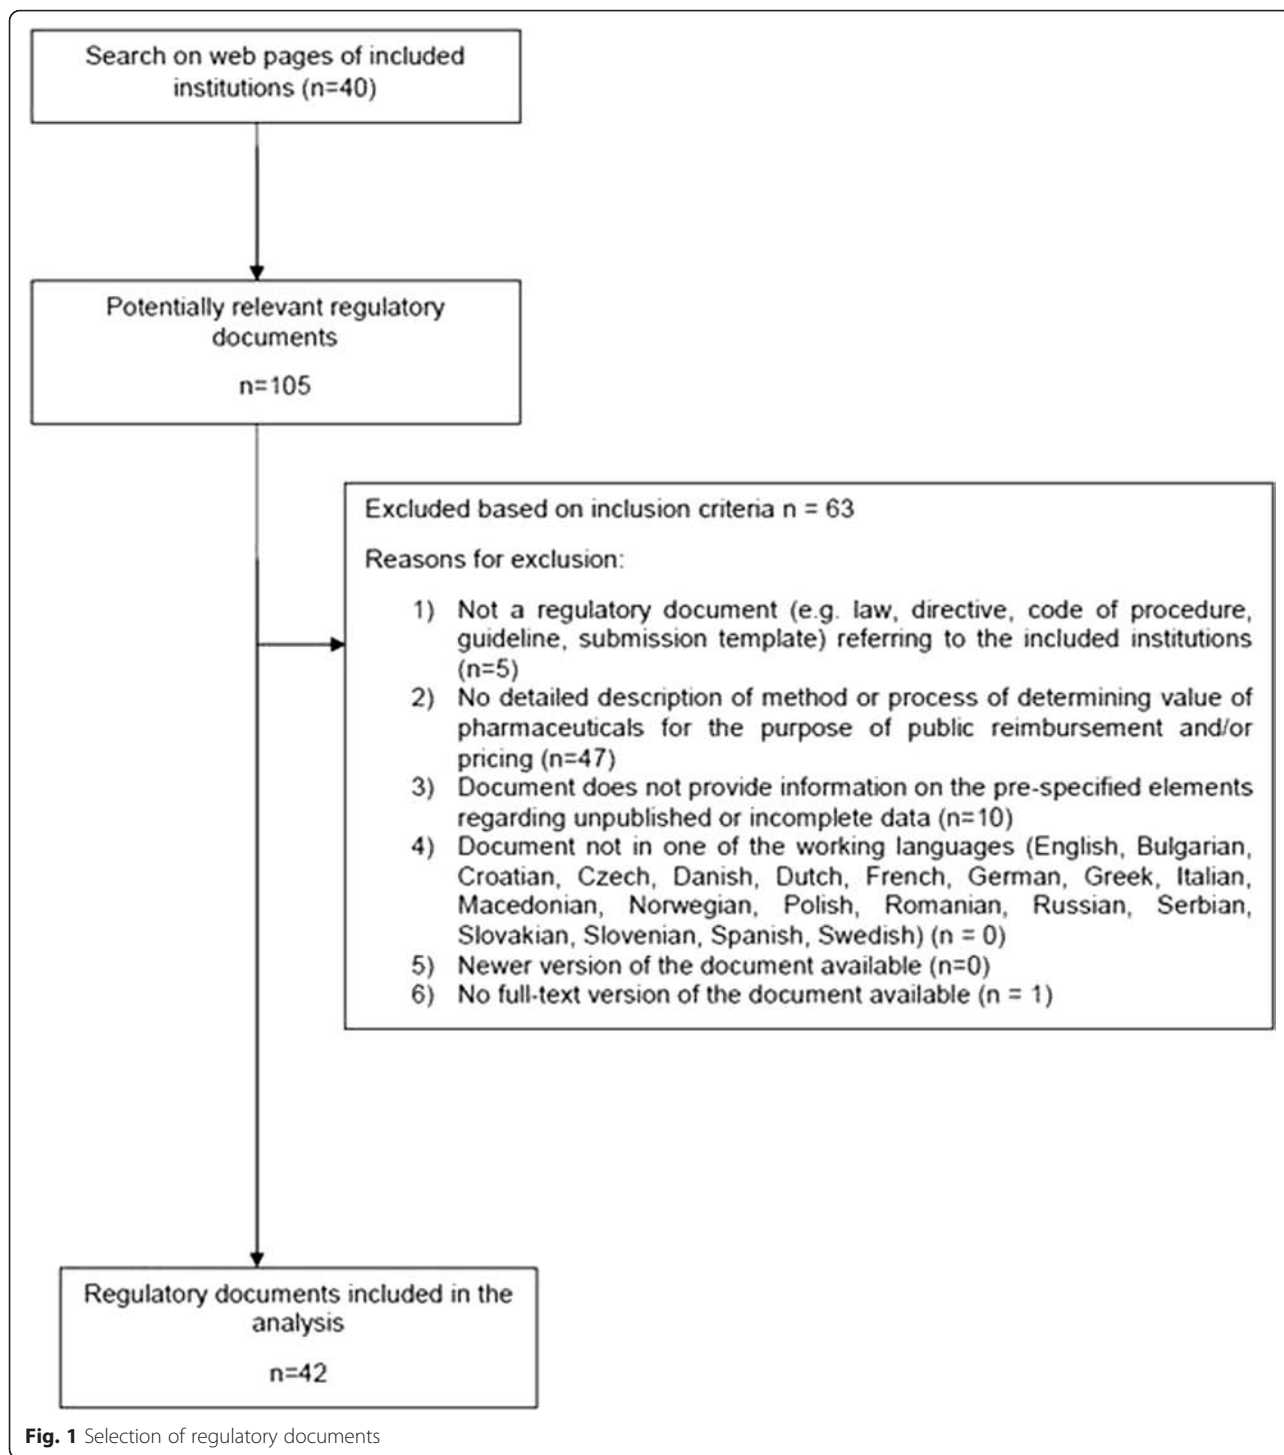 Search on web pages of included
institutions (n=40)
Potentially relevant regulatory
documents
n=105
Excluded based on inclusion criteria n = 63
Reasons for exclusion:
1) Not a regulatory document (e.g. law, directive, code of procedure,
guideline, submission template) referring to the included institutions
(n=5)
2) No detailed description of method or process of determining value of
pharmaceuticals for the purpose of public reimbursement and/or
pricing (n=47)
3) Document does not provide information on the pre-specified elements
regarding unpublished or incomplete data (n=10)
4) Document not in one of the working languages (English, Bulgarian,
Croatian, Czech, Danish, Dutch, French, German, Greek, Italian,
Macedonian, Norwegian, Polish, Romanian, Russian, Serbian,
Slovakian, Slovenian, Spanish, Swedish) (n = 0)
5) Newer version of the document available (n=0)
6) No full-text version of the document available (n = 1)
Regulatory documents included in the
analysis
n=42
Fig. 1 Selection of regulatory documents